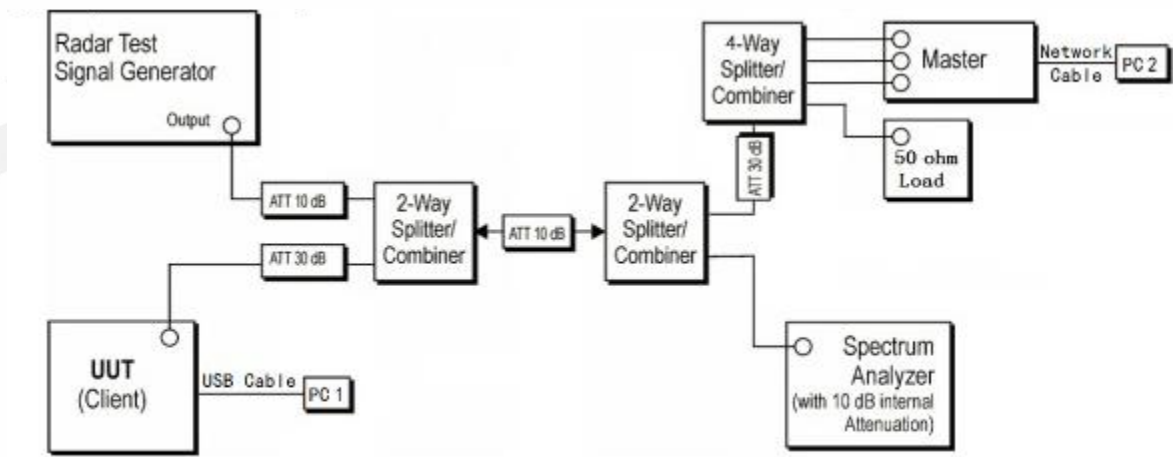 Radar Test
Signal Generator
Output
ATT 10 dB
ATT 30 dB
2-Way
Splitter/
Combiner
ATT 10 dB
2-Way
Splitter/
Combiner
ATT 30 dB
4-Way
Splitter/
Combiner
Master
Network
Cable
PC 2
50 ohm
Load
UUT
(Client)
USB Cable
PC 1
Spectrum
Analyzer
(with 10 dB internal
Attenuation)